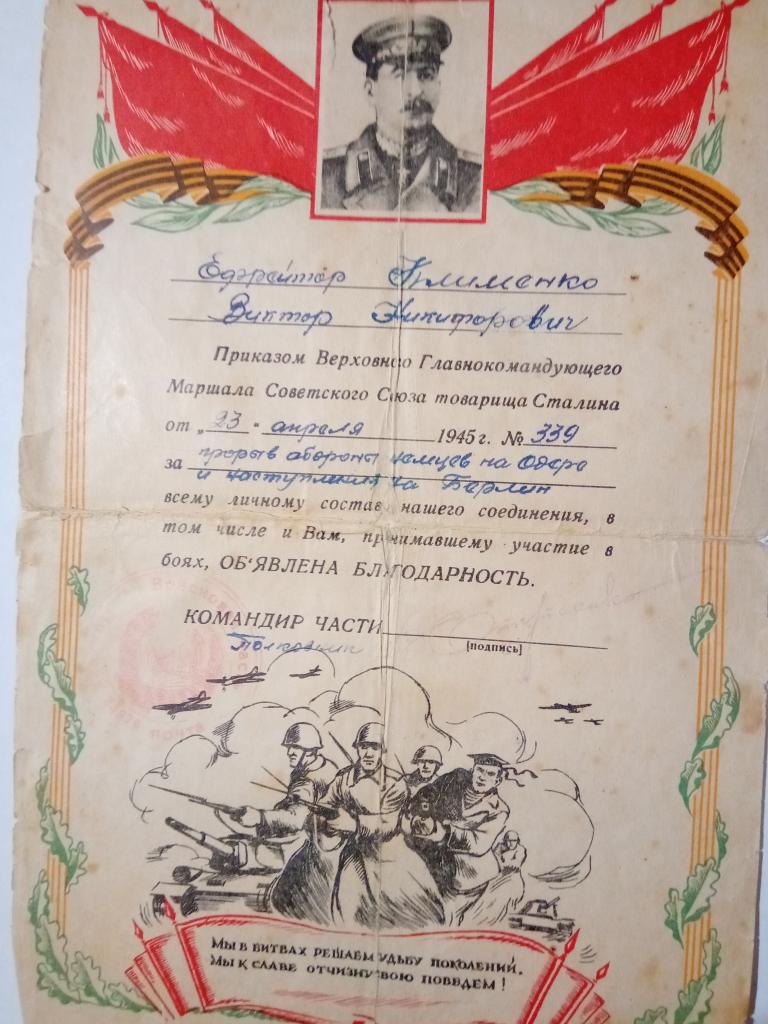 Ефрейтор Клименко
Виктор Никифорович
Приказом Верховного Главнокомандующего
Маршала Советского Союза товарища Сталина
от „23" апреля 1945 г. № 339
за прорыв обороны немцев на Одере
и наступления на Берлин
всему личному составу нашего соединения, в
том числе и Вам, принимавшему участие в
боях, ОБ'ЯВЛЕНА БЛАГОДАРНОСТЬ.
КОМАНДИР ЧАСТИ
Полковник [подпись]
Мы в битвах решаем судьбу поколений,
Мы к славе отчизну свою поведем!